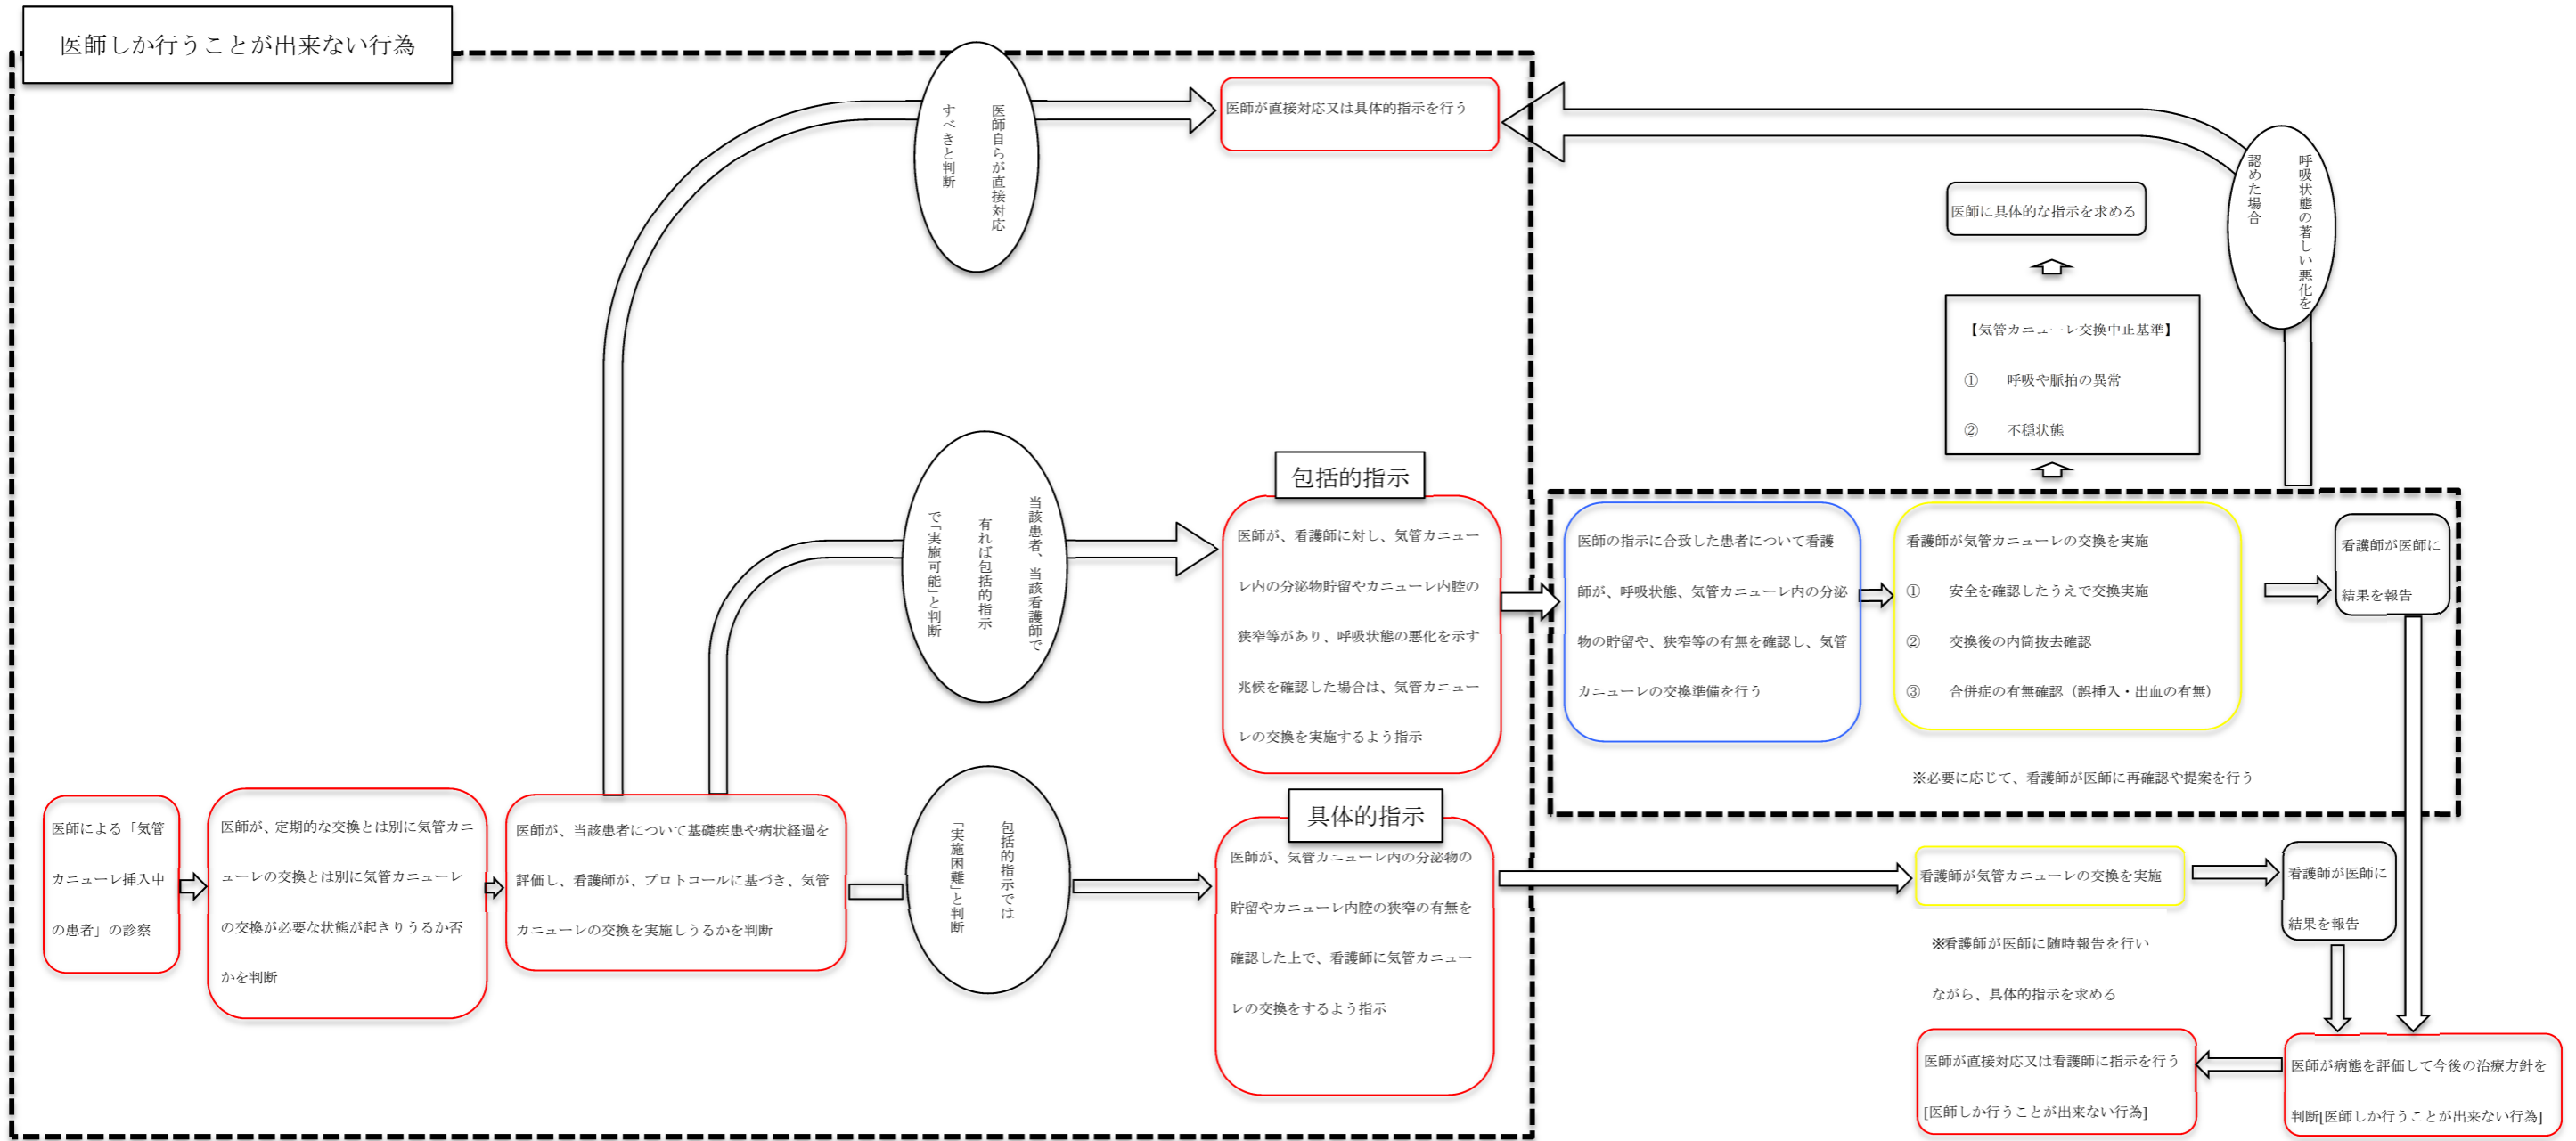 医師しか行うことが出来ない行為
医師自らが直接対応
すべきと判断
医師が直接対応又は具体的指示を行う
呼吸状態の著しい悪化を
認めた場合
医師に具体的な指示を求める
【気管カニューレ交換中止基準】
① 呼吸や脈拍の異常
② 不穏状態
当該患者、当該看護師で
有れば包括的指示
で「実施可能」と判断
包括的指示
医師が、看護師に対し、気管カニュー
レ内の分泌物貯留やカニューレ内腔の
狭窄等があり、呼吸状態の悪化を示す
兆候を確認した場合は、気管カニュー
レの交換を実施するよう指示
医師の指示に合致した患者について看護
師が、呼吸状態、気管カニューレ内の分泌
物の貯留や、狭窄等の有無を確認し、気管
カニューレの交換準備を行う
看護師が気管カニューレの交換を実施
① 安全を確認したうえで交換実施
② 交換後の内筒抜去確認
③ 合併症の有無確認（誤挿入・出血の有無）
看護師が医師に
結果を報告
※必要に応じて、看護師が医師に再確認や提案を行う
医師による「気管
カニューレ挿入中
の患者」の診察
医師が、定期的な交換とは別に気管カニ
ューレの交換とは別に気管カニューレ
の交換が必要な状態が起きりうるか否
かを判断
医師が、当該患者について基礎疾患や病状経過を
評価し、看護師が、プロトコールに基づき、気管
カニューレの交換を実施しうるかを判断
包括的指示では
「実施困難」と判断
具体的指示
医師が、気管カニューレ内の分泌物の
貯留やカニューレ内腔の狭窄の有無を
確認した上で、看護師に気管カニュー
レの交換をするよう指示
看護師が気管カニューレの交換を実施
※看護師が医師に随時報告を行い
ながら、具体的指示を求める
看護師が医師に
結果を報告
医師が直接対応又は看護師に指示を行う
[医師しか行うことが出来ない行為]
医師が病態を評価して今後の治療方針を
判断[医師しか行うことが出来ない行為]